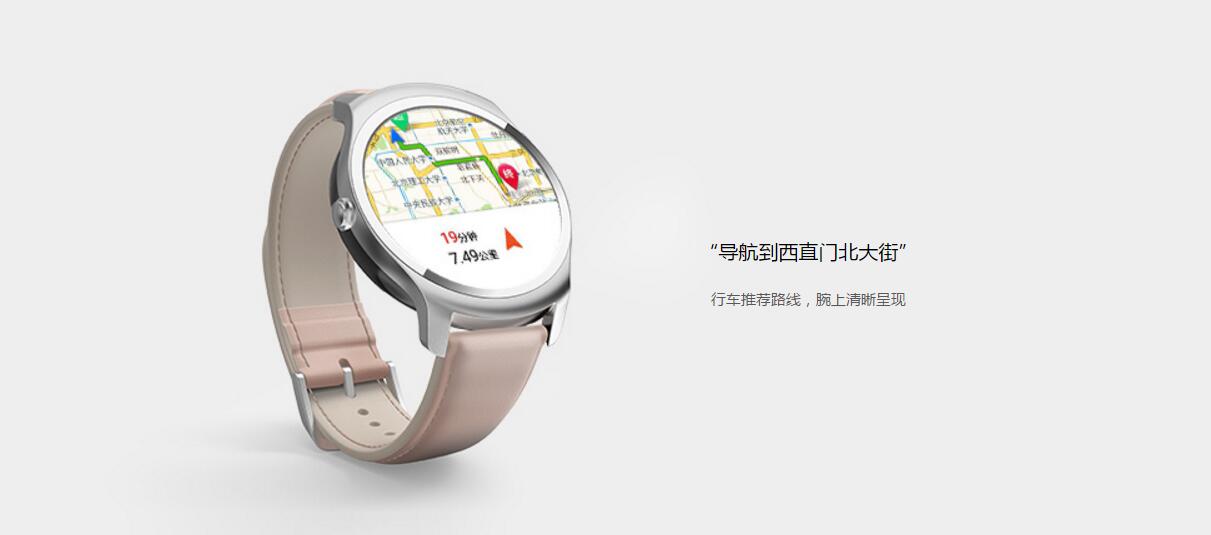 北京航空
航天大学
中国人民大学
双榆树
北京理工大学
北下关
中央民族大学
终
19分钟
7.49公里
“导航到西直门北大街”
行车推荐路线，腕上清晰呈现